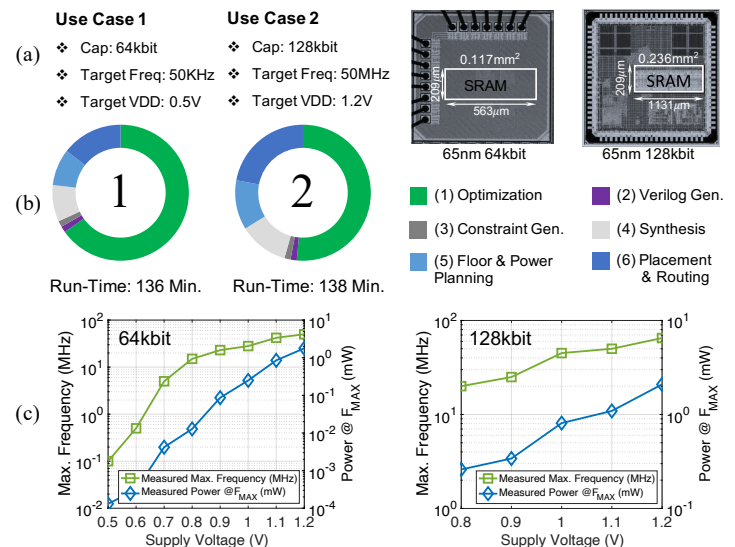 Use Case 1
❖ Cap: 64kbit
❖ Target Freq: 50KHz
❖ Target VDD: 0.5V
Use Case 2
❖ Cap: 128kbit
❖ Target Freq: 50MHz
❖ Target VDD: 1.2V
(a)
0.117mm²
209μm
SRAM
563μm
65nm 64kbit
0.236mm²
209μm
SRAM
1131μm
65nm 128kbit
(b)
1
Run-Time: 136 Min.
2
Run-Time: 138 Min.
(1) Optimization
(2) Verilog Gen.
(3) Constraint Gen.
(4) Synthesis
(5) Floor & Power
Planning
(6) Placement
& Routing
(c)
64kbit
Max. Frequency (MHz)
10²
10¹
10⁰
10⁻¹
10⁻²
Power @ F_MAX (mW)
10¹
10⁰
10⁻¹
10⁻²
10⁻³
10⁻⁴
Measured Max. Frequency (MHz)
Measured Power @F_MAX (mW)
0.5 0.6 0.7 0.8 0.9 1 1.1 1.2
Supply Voltage (V)
128kbit
Max. Frequency (MHz)
10²
10¹
10⁰
Power @ F_MAX (mW)
10¹
10⁰
10⁻¹
Measured Max. Frequency (MHz)
Measured Power @F_MAX (mW)
0.8 0.9 1 1.1 1.2
Supply Voltage (V)